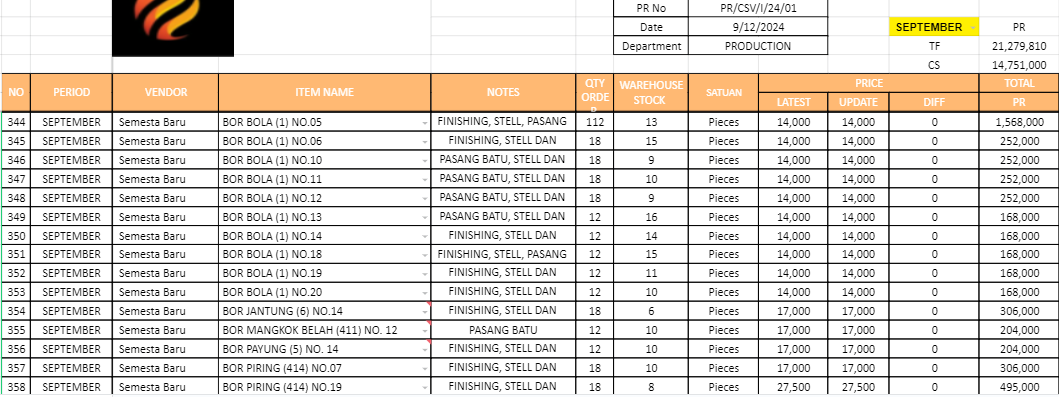 PR No PR/CSV/I/24/01
Date 9/12/2024 SEPTEMBER PR
Department PRODUCTION TF 21,279,810
CS 14,751,000
NO PERIOD VENDOR ITEM NAME NOTES QTY ORDE R WAREHOUSE STOCK SATUAN PRICE TOTAL
LATEST UPDATE DIFF PR
344 SEPTEMBER Semesta Baru BOR BOLA (1) NO.05 FINISHING, STELL, PASANG 112 13 Pieces 14,000 14,000 0 1,568,000
345 SEPTEMBER Semesta Baru BOR BOLA (1) NO.06 FINISHING, STELL DAN 18 15 Pieces 14,000 14,000 0 252,000
346 SEPTEMBER Semesta Baru BOR BOLA (1) NO.10 PASANG BATU, STELL DAN 18 9 Pieces 14,000 14,000 0 252,000
347 SEPTEMBER Semesta Baru BOR BOLA (1) NO.11 PASANG BATU, STELL DAN 18 10 Pieces 14,000 14,000 0 252,000
348 SEPTEMBER Semesta Baru BOR BOLA (1) NO.12 PASANG BATU, STELL DAN 18 9 Pieces 14,000 14,000 0 252,000
349 SEPTEMBER Semesta Baru BOR BOLA (1) NO.13 PASANG BATU, STELL DAN 12 16 Pieces 14,000 14,000 0 168,000
350 SEPTEMBER Semesta Baru BOR BOLA (1) NO.14 FINISHING, STELL DAN 12 14 Pieces 14,000 14,000 0 168,000
351 SEPTEMBER Semesta Baru BOR BOLA (1) NO.18 FINISHING, STELL, PASANG 12 15 Pieces 14,000 14,000 0 168,000
352 SEPTEMBER Semesta Baru BOR BOLA (1) NO.19 FINISHING, STELL DAN 12 11 Pieces 14,000 14,000 0 168,000
353 SEPTEMBER Semesta Baru BOR BOLA (1) NO.20 FINISHING, STELL DAN 12 10 Pieces 14,000 14,000 0 168,000
354 SEPTEMBER Semesta Baru BOR JANTUNG (6) NO.14 FINISHING, STELL DAN 18 6 Pieces 17,000 17,000 0 306,000
355 SEPTEMBER Semesta Baru BOR MANGKOK BELAH (411) NO. 12 PASANG BATU 12 10 Pieces 17,000 17,000 0 204,000
356 SEPTEMBER Semesta Baru BOR PAYUNG (5) NO. 14 FINISHING, STELL DAN 12 10 Pieces 17,000 17,000 0 204,000
357 SEPTEMBER Semesta Baru BOR PIRING (414) NO.07 FINISHING, STELL DAN 18 10 Pieces 17,000 17,000 0 306,000
358 SEPTEMBER Semesta Baru BOR PIRING (414) NO.19 FINISHING, STELL DAN 18 8 Pieces 27,500 27,500 0 495,000